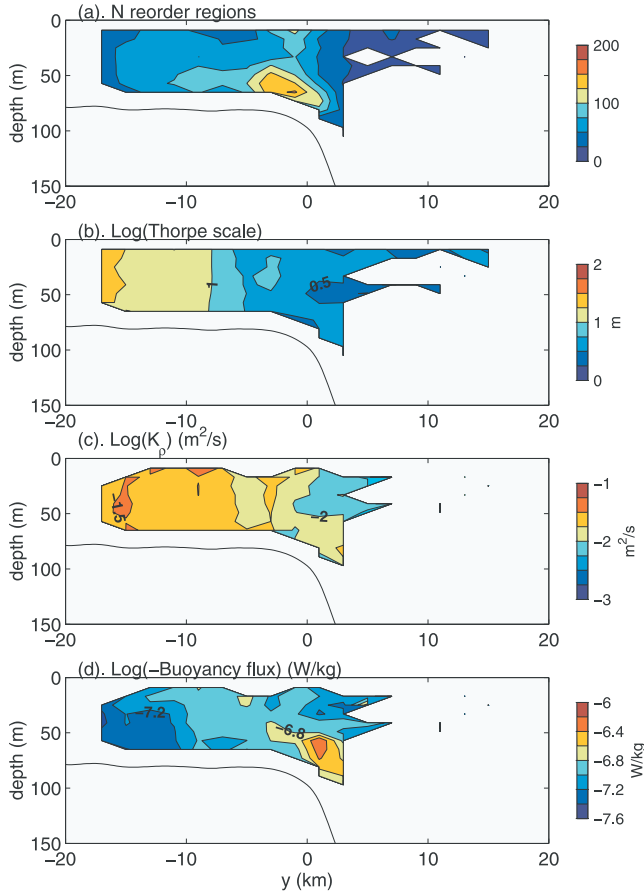 (a). N reorder regions
0
50
100
150
depth (m)
−20 −10 0 10 20
200
100
0
(b). Log(Thorpe scale)
0
50
100
150
depth (m)
1
0.5
−20 −10 0 10 20
2
1
0
m
(c). Log(Kρ) (m²/s)
0
50
100
150
depth (m)
−1.5
−2
−20 −10 0 10 20
−1
−2
−3
m²/s
(d). Log(−Buoyancy flux) (W/kg)
0
50
100
150
depth (m)
−7.2
−6.8
−20 −10 0 10 20
y (km)
−6
−6.4
−6.8
−7.2
−7.6
W/kg